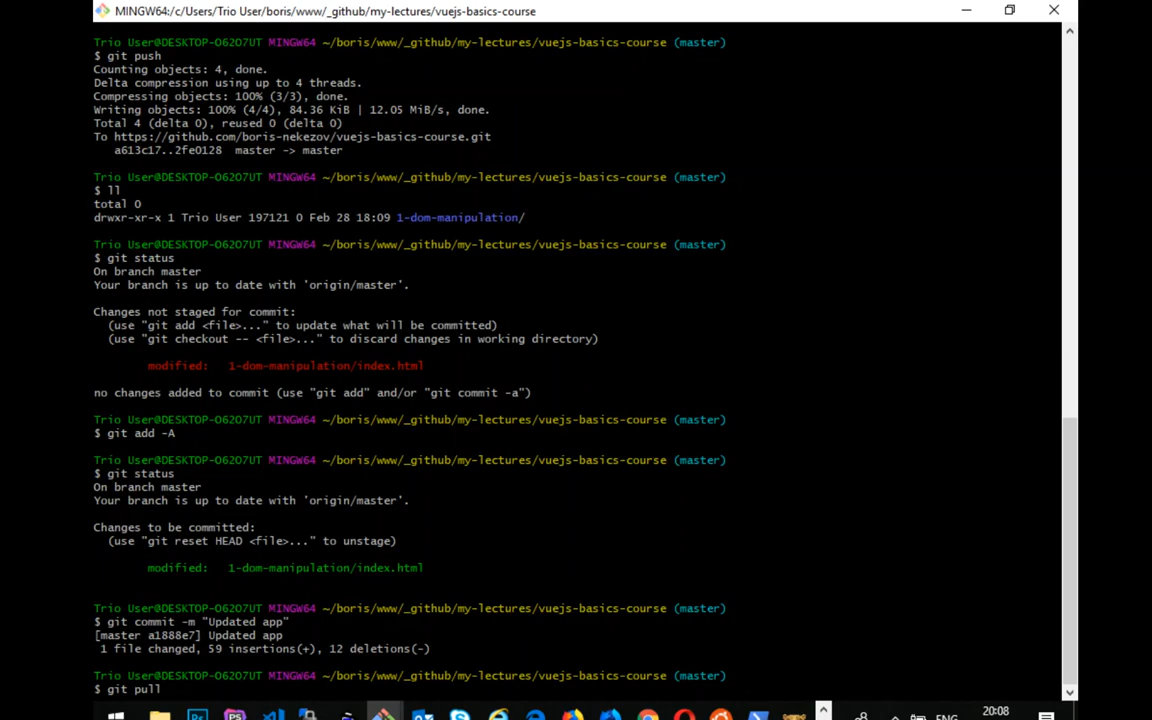 MINGW64:/c/Users/Trio User/boris/www/_github/my-lectures/vuejs-basics-course
Trio User@DESKTOP-O62O7UT MINGW64 ~/boris/www/_github/my-lectures/vuejs-basics-course (master)
$ git push
Counting objects: 4, done.
Delta compression using up to 4 threads.
Compressing objects: 100% (3/3), done.
Writing objects: 100% (4/4), 84.36 KiB | 12.05 MiB/s, done.
Total 4 (delta 0), reused 0 (delta 0)
To https://github.com/boris-nekezov/vuejs-basics-course.git
a613c17..2fe0128  master -> master
Trio User@DESKTOP-O62O7UT MINGW64 ~/boris/www/_github/my-lectures/vuejs-basics-course (master)
$ ll
total 0
drwxr-xr-x 1 Trio User 197121 0 Feb 28 18:09 1-dom-manipulation/
Trio User@DESKTOP-O62O7UT MINGW64 ~/boris/www/_github/my-lectures/vuejs-basics-course (master)
$ git status
On branch master
Your branch is up to date with 'origin/master'.
Changes not staged for commit:
(use "git add <file>..." to update what will be committed)
(use "git checkout -- <file>..." to discard changes in working directory)
modified:   1-dom-manipulation/index.html
no changes added to commit (use "git add" and/or "git commit -a")
Trio User@DESKTOP-O62O7UT MINGW64 ~/boris/www/_github/my-lectures/vuejs-basics-course (master)
$ git add -A
Trio User@DESKTOP-O62O7UT MINGW64 ~/boris/www/_github/my-lectures/vuejs-basics-course (master)
$ git status
On branch master
Your branch is up to date with 'origin/master'.
Changes to be committed:
(use "git reset HEAD <file>..." to unstage)
modified:   1-dom-manipulation/index.html
Trio User@DESKTOP-O62O7UT MINGW64 ~/boris/www/_github/my-lectures/vuejs-basics-course (master)
$ git commit -m "Updated app"
[master a1888e7] Updated app
1 file changed, 59 insertions(+), 12 deletions(-)
Trio User@DESKTOP-O62O7UT MINGW64 ~/boris/www/_github/my-lectures/vuejs-basics-course (master)
$ git pull
Ps
PS
ENG
20:08